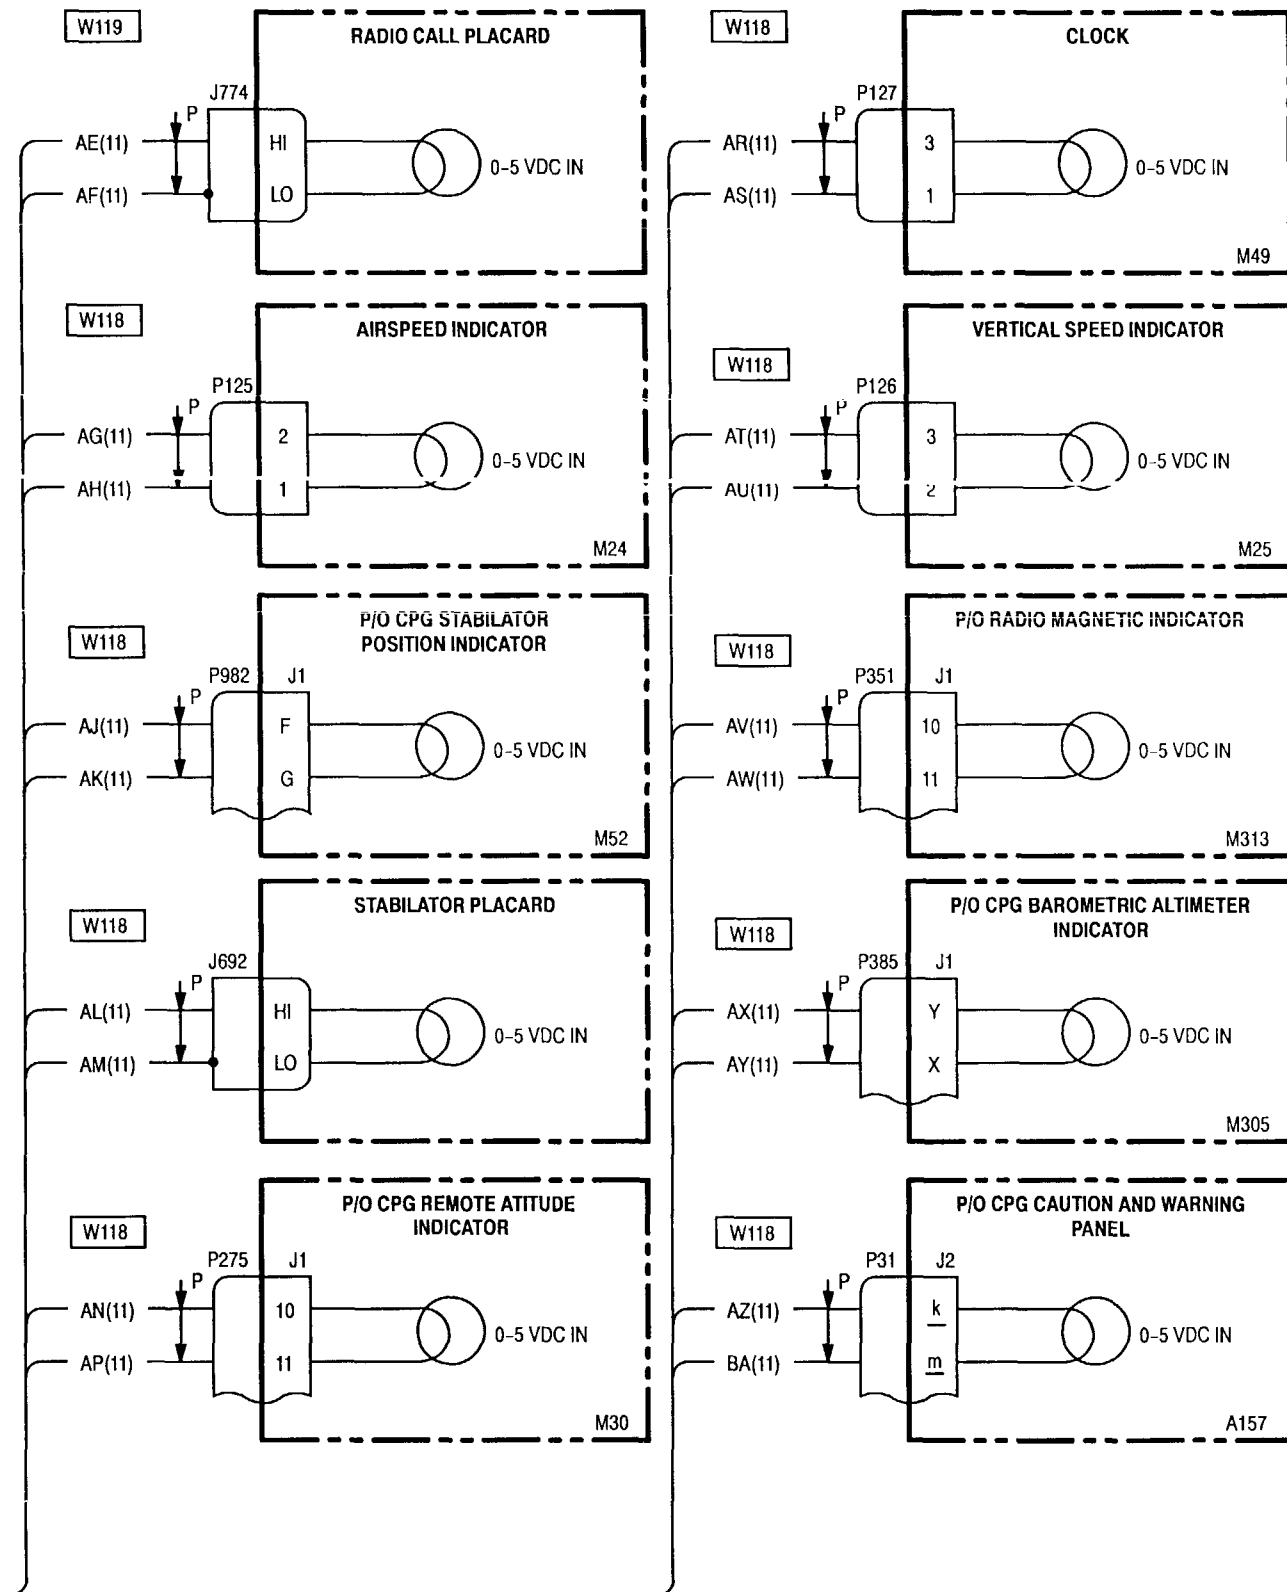 W119
RADIO CALL PLACARD
J774
P
AE(11)
HI
0-5 VDC IN
AF(11)
LO
W118
AIRSPEED INDICATOR
P125
P
AG(11)
2
0-5 VDC IN
AH(11)
1
M24
P/O CPG STABILATOR
POSITION INDICATOR
W118
P982
J1
P
AJ(11)
F
0-5 VDC IN
AK(11)
G
M52
STABILATOR PLACARD
W118
J692
P
AL(11)
HI
0-5 VDC IN
AM(11)
LO
P/O CPG REMOTE ATITUDE
INDICATOR
W118
P275
J1
P
AN(11)
10
0-5 VDC IN
AP(11)
11
M30
W118
CLOCK
P127
P
AR(11)
3
0-5 VDC IN
AS(11)
1
M49
VERTICAL SPEED INDICATOR
W118
P126
P
AT(11)
3
0-5 VDC IN
AU(11)
2
M25
P/O RADIO MAGNETIC INDICATOR
W118
P351
J1
P
AV(11)
10
0-5 VDC IN
AW(11)
11
M313
P/O CPG BAROMETRIC ALTIMETER
INDICATOR
W118
P385
J1
P
AX(11)
Y
0-5 VDC IN
AY(11)
X
M305
P/O CPG CAUTION AND WARNING
PANEL
W118
P31
J2
P
AZ(11)
k
0-5 VDC IN
BA(11)
m
A157